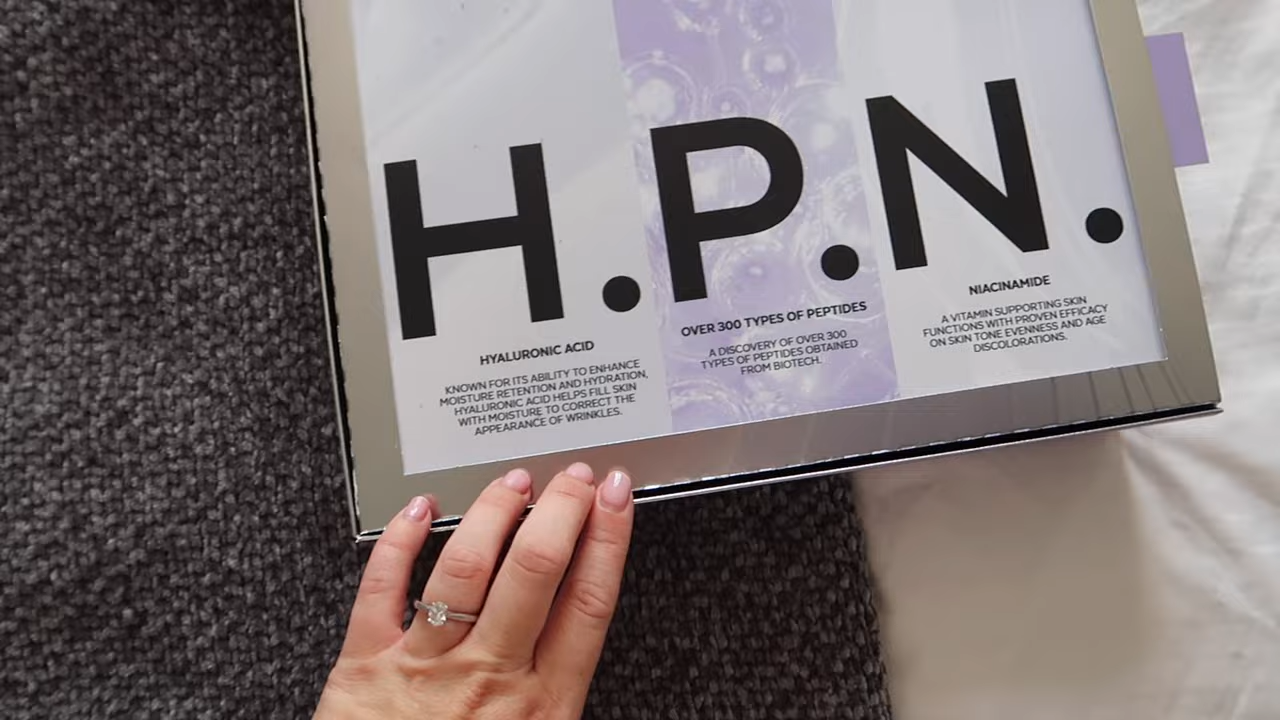 H.P.N.
HYALURONIC ACID
KNOWN FOR ITS ABILITY TO ENHANCE
MOISTURE RETENTION AND HYDRATION,
HYALURONIC ACID HELPS FILL SKIN
WITH MOISTURE TO CORRECT THE
APPEARANCE OF WRINKLES.
OVER 300 TYPES OF PEPTIDES
A DISCOVERY OF OVER 300
TYPES OF PEPTIDES OBTAINED
FROM BIOTECH.
NIACINAMIDE
A VITAMIN SUPPORTING SKIN
FUNCTIONS WITH PROVEN EFFICACY
ON SKIN TONE EVENNESS AND AGE
DISCOLORATIONS.